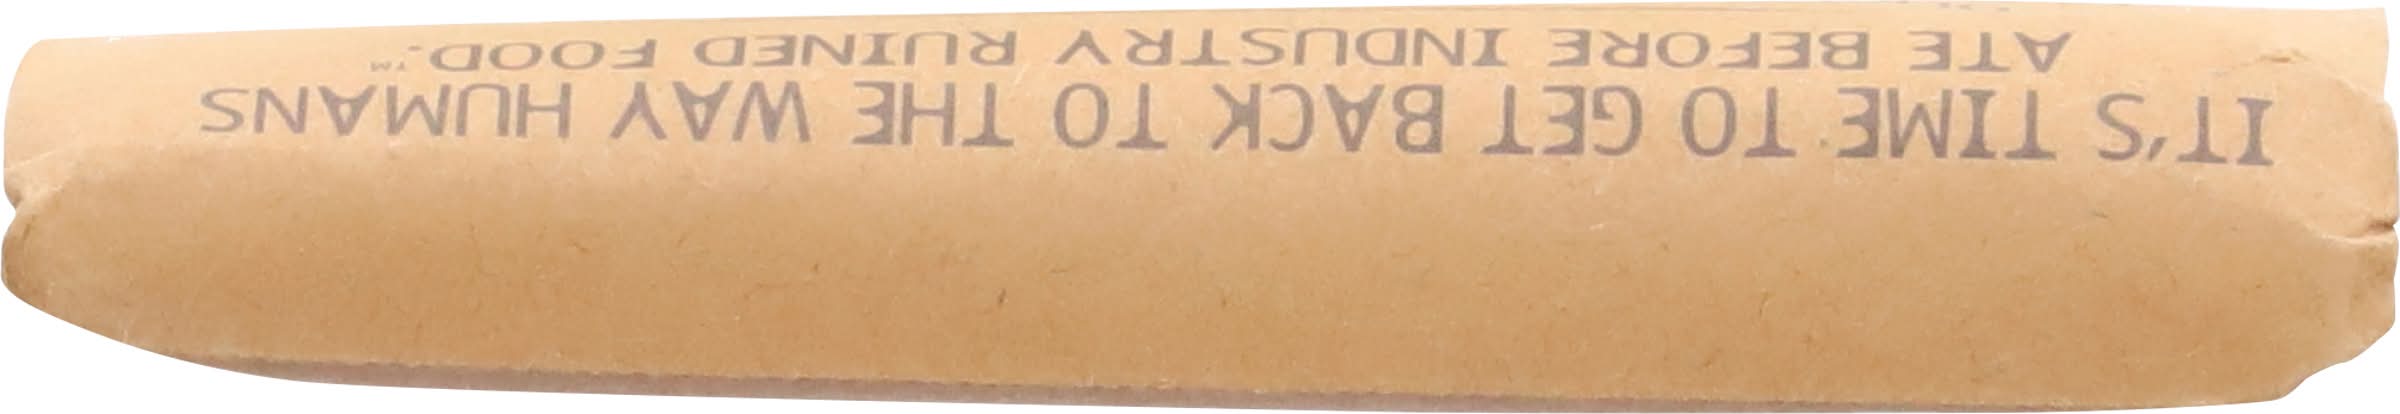 IT'S TIME TO GET BACK TO THE WAY HUMANS
ATE BEFORE INDUSTRY RUINED FOOD.™